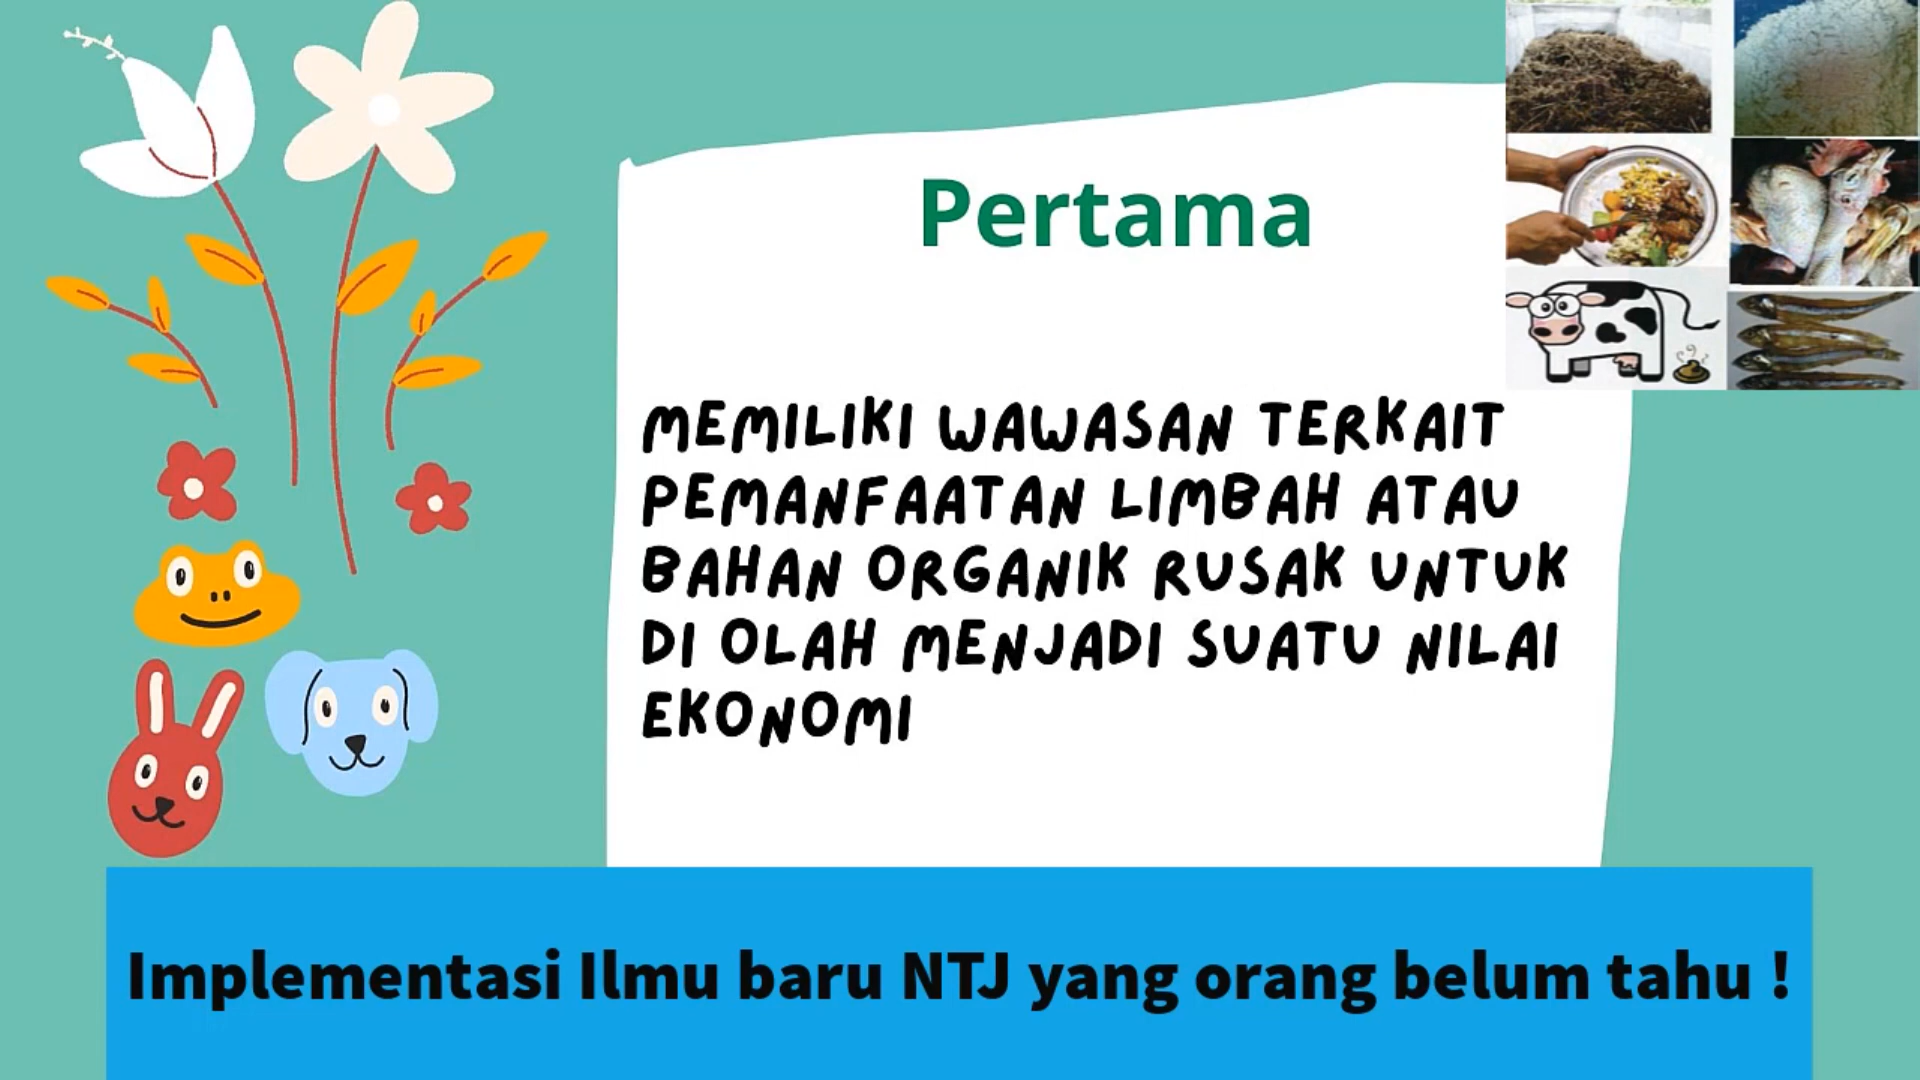 Pertama
MEMILIKI WAWASAN TERKAIT
PEMANFAATAN LIMBAH ATAU
BAHAN ORGANIK RUSAK UNTUK
DI OLAH MENJADI SUATU NILAI
EKONOMI
Implementasi Ilmu baru NTJ yang orang belum tahu !